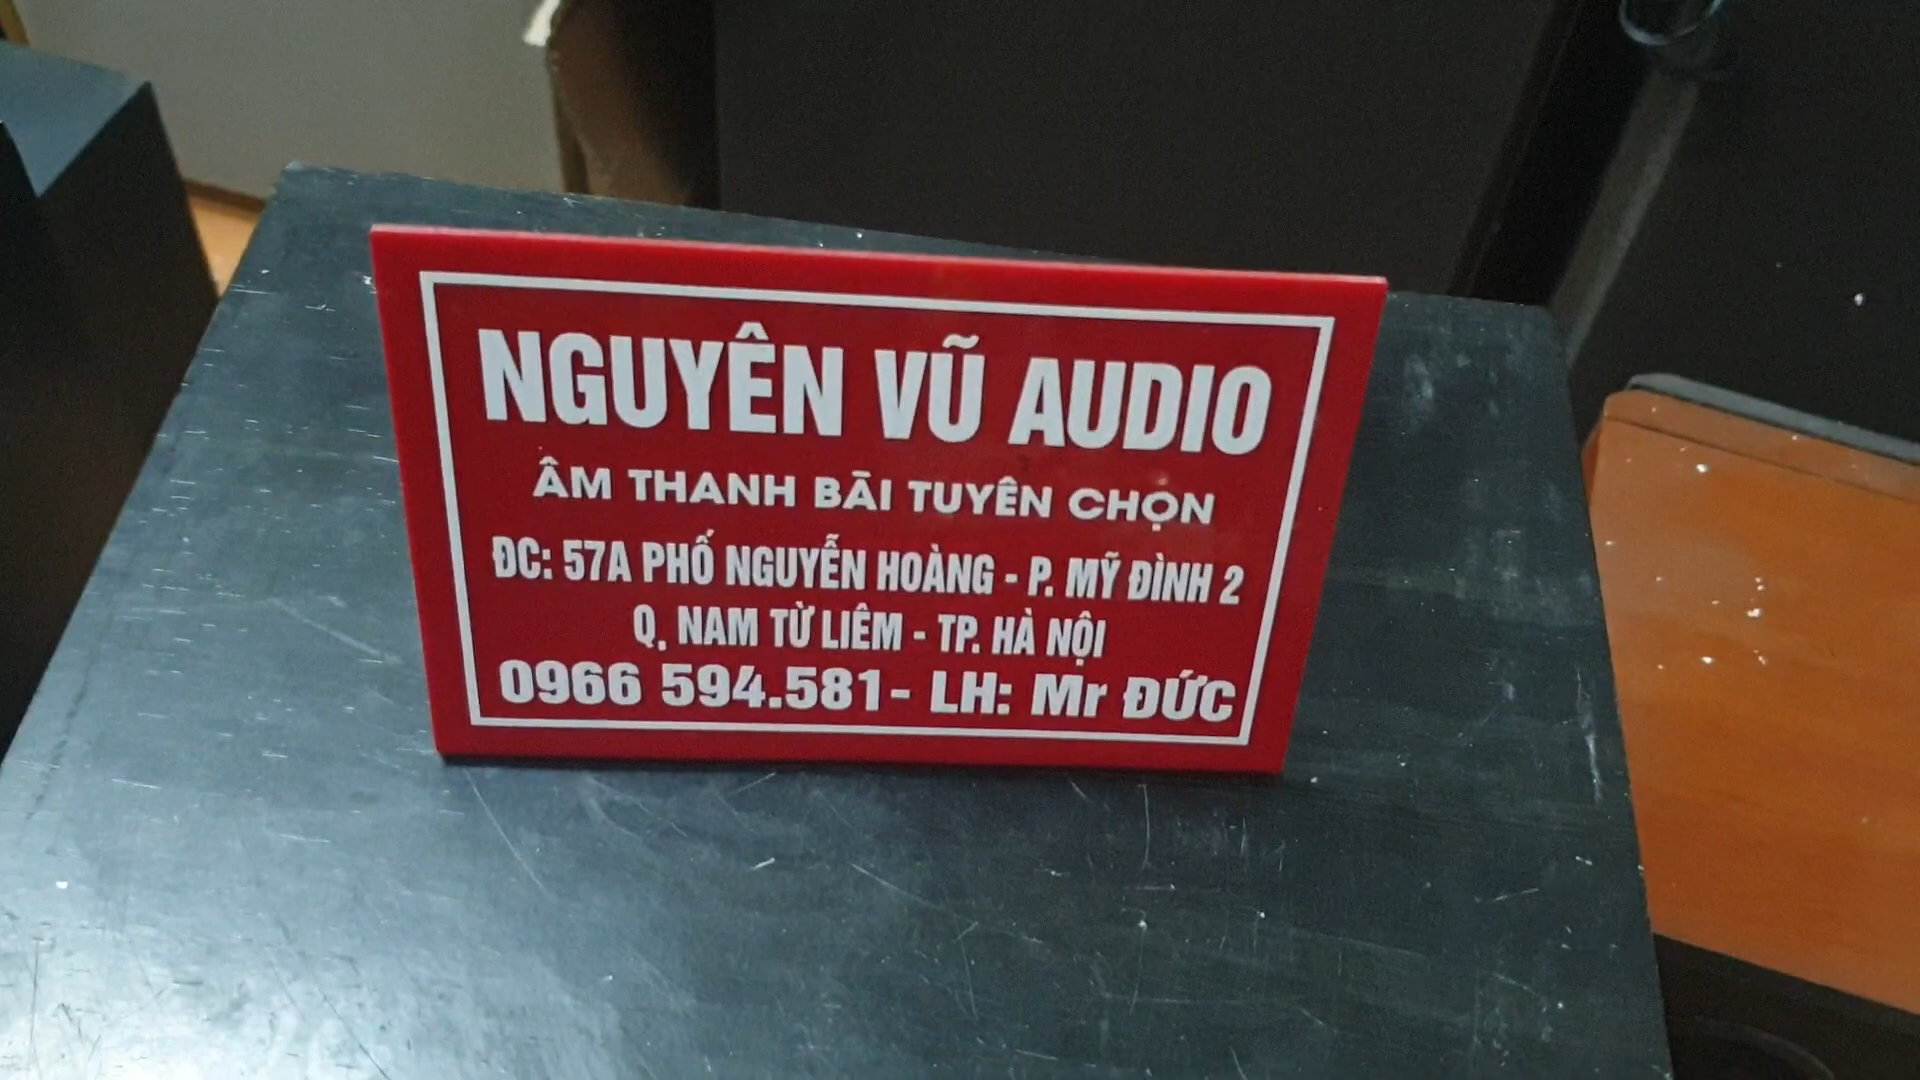 NGUYÊN VŨ AUDIO
ÂM THANH BÃI TUYÊN CHỌN
ĐC: 57A PHỐ NGUYỄN HOÀNG - P. MỸ ĐÌNH 2
Q. NAM TỪ LIÊM - TP. HÀ NỘI
0966 594.581- LH: Mr ĐỨC